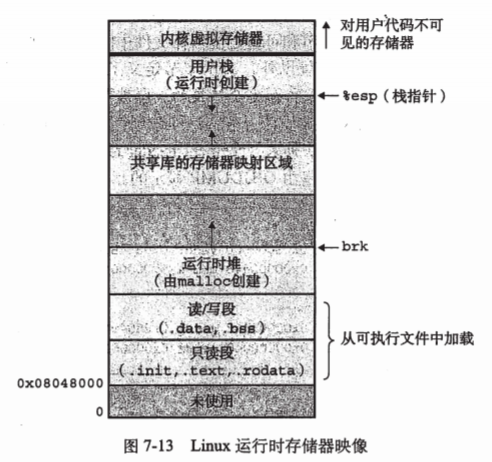 内核虚拟存储器
对用户代码不可
见的存储器
用户栈
(运行时创建)
%esp (栈指针)
共享库的存储器映射区域
brk
运行时堆
(由malloc创建)
读/写段
(.data,.bss)
从可执行文件中加载
只读段
(.init,.text,.rodata)
0x08048000
未使用
0
图 7-13 Linux 运行时存储器映像